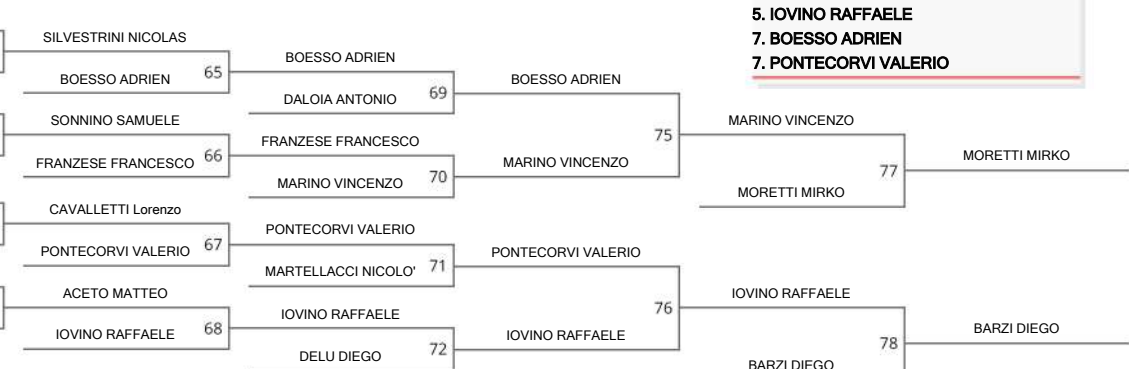 5. IOVINO RAFFAELE
7. BOESSO ADRIEN
7. PONTECORVI VALERIO
SILVESTRINI NICOLAS
BOESSO ADRIEN
65
BOESSO ADRIEN
DALOIA ANTONIO
69
BOESSO ADRIEN
SONNINO SAMUELE
FRANZESE FRANCESCO
66
FRANZESE FRANCESCO
MARINO VINCENZO
70
MARINO VINCENZO
75
MARINO VINCENZO
MORETTI MIRKO
77
MORETTI MIRKO
CAVALLETTI Lorenzo
PONTECORVI VALERIO
67
PONTECORVI VALERIO
MARTELLACCI NICOLO'
71
PONTECORVI VALERIO
ACETO MATTEO
IOVINO RAFFAELE
68
IOVINO RAFFAELE
DELU DIEGO
72
IOVINO RAFFAELE
76
IOVINO RAFFAELE
BARZI DIEGO
78
BARZI DIEGO